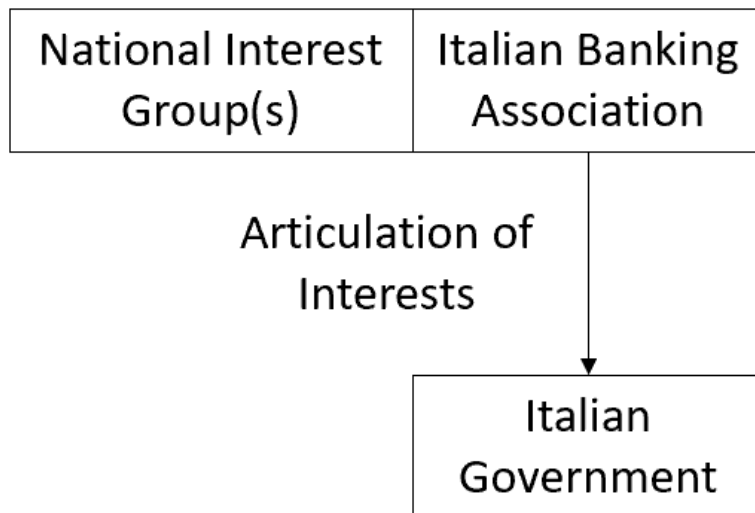 National Interest
Group(s)
Italian Banking
Association
Articulation of
Interests
Italian
Government